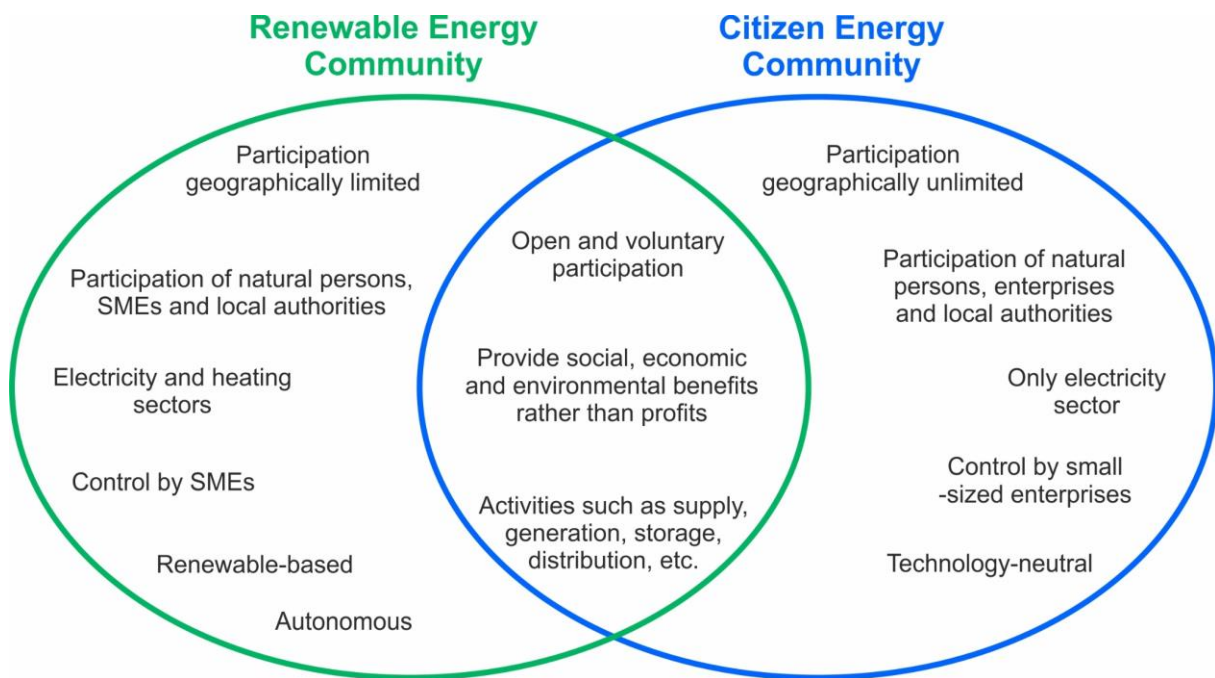 Renewable Energy
Community
Citizen Energy
Community
Participation
geographically limited
Participation of natural persons,
SMEs and local authorities
Electricity and heating
sectors
Control by SMEs
Renewable-based
Autonomous
Open and voluntary
participation
Provide social, economic
and environmental benefits
rather than profits
Activities such as supply,
generation, storage,
distribution, etc.
Participation
geographically unlimited
Participation of natural
persons, enterprises
and local authorities
Only electricity
sector
Control by small
-sized enterprises
Technology-neutral